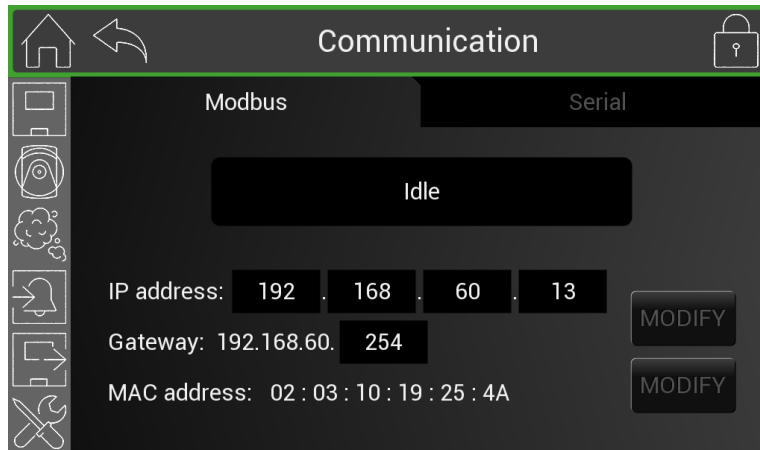 Communication
Modbus Serial
Idle
IP address: 192 . 168 . 60 . 13
MODIFY
Gateway: 192.168.60. 254
MAC address: 02 : 03 : 10 : 19 : 25 : 4A
MODIFY